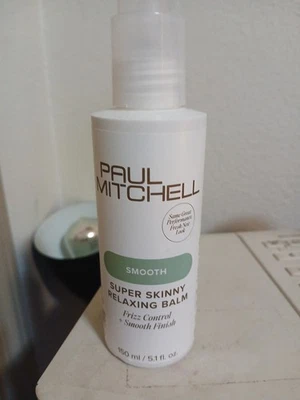 PAUL
MITCHELL
Same Great
Performance,
Fresh New
Look
SMOOTH
SUPER SKINNY
RELAXING BALM
Frizz Control
+ Smooth Finish
150 ml / 5.1 fl. oz.